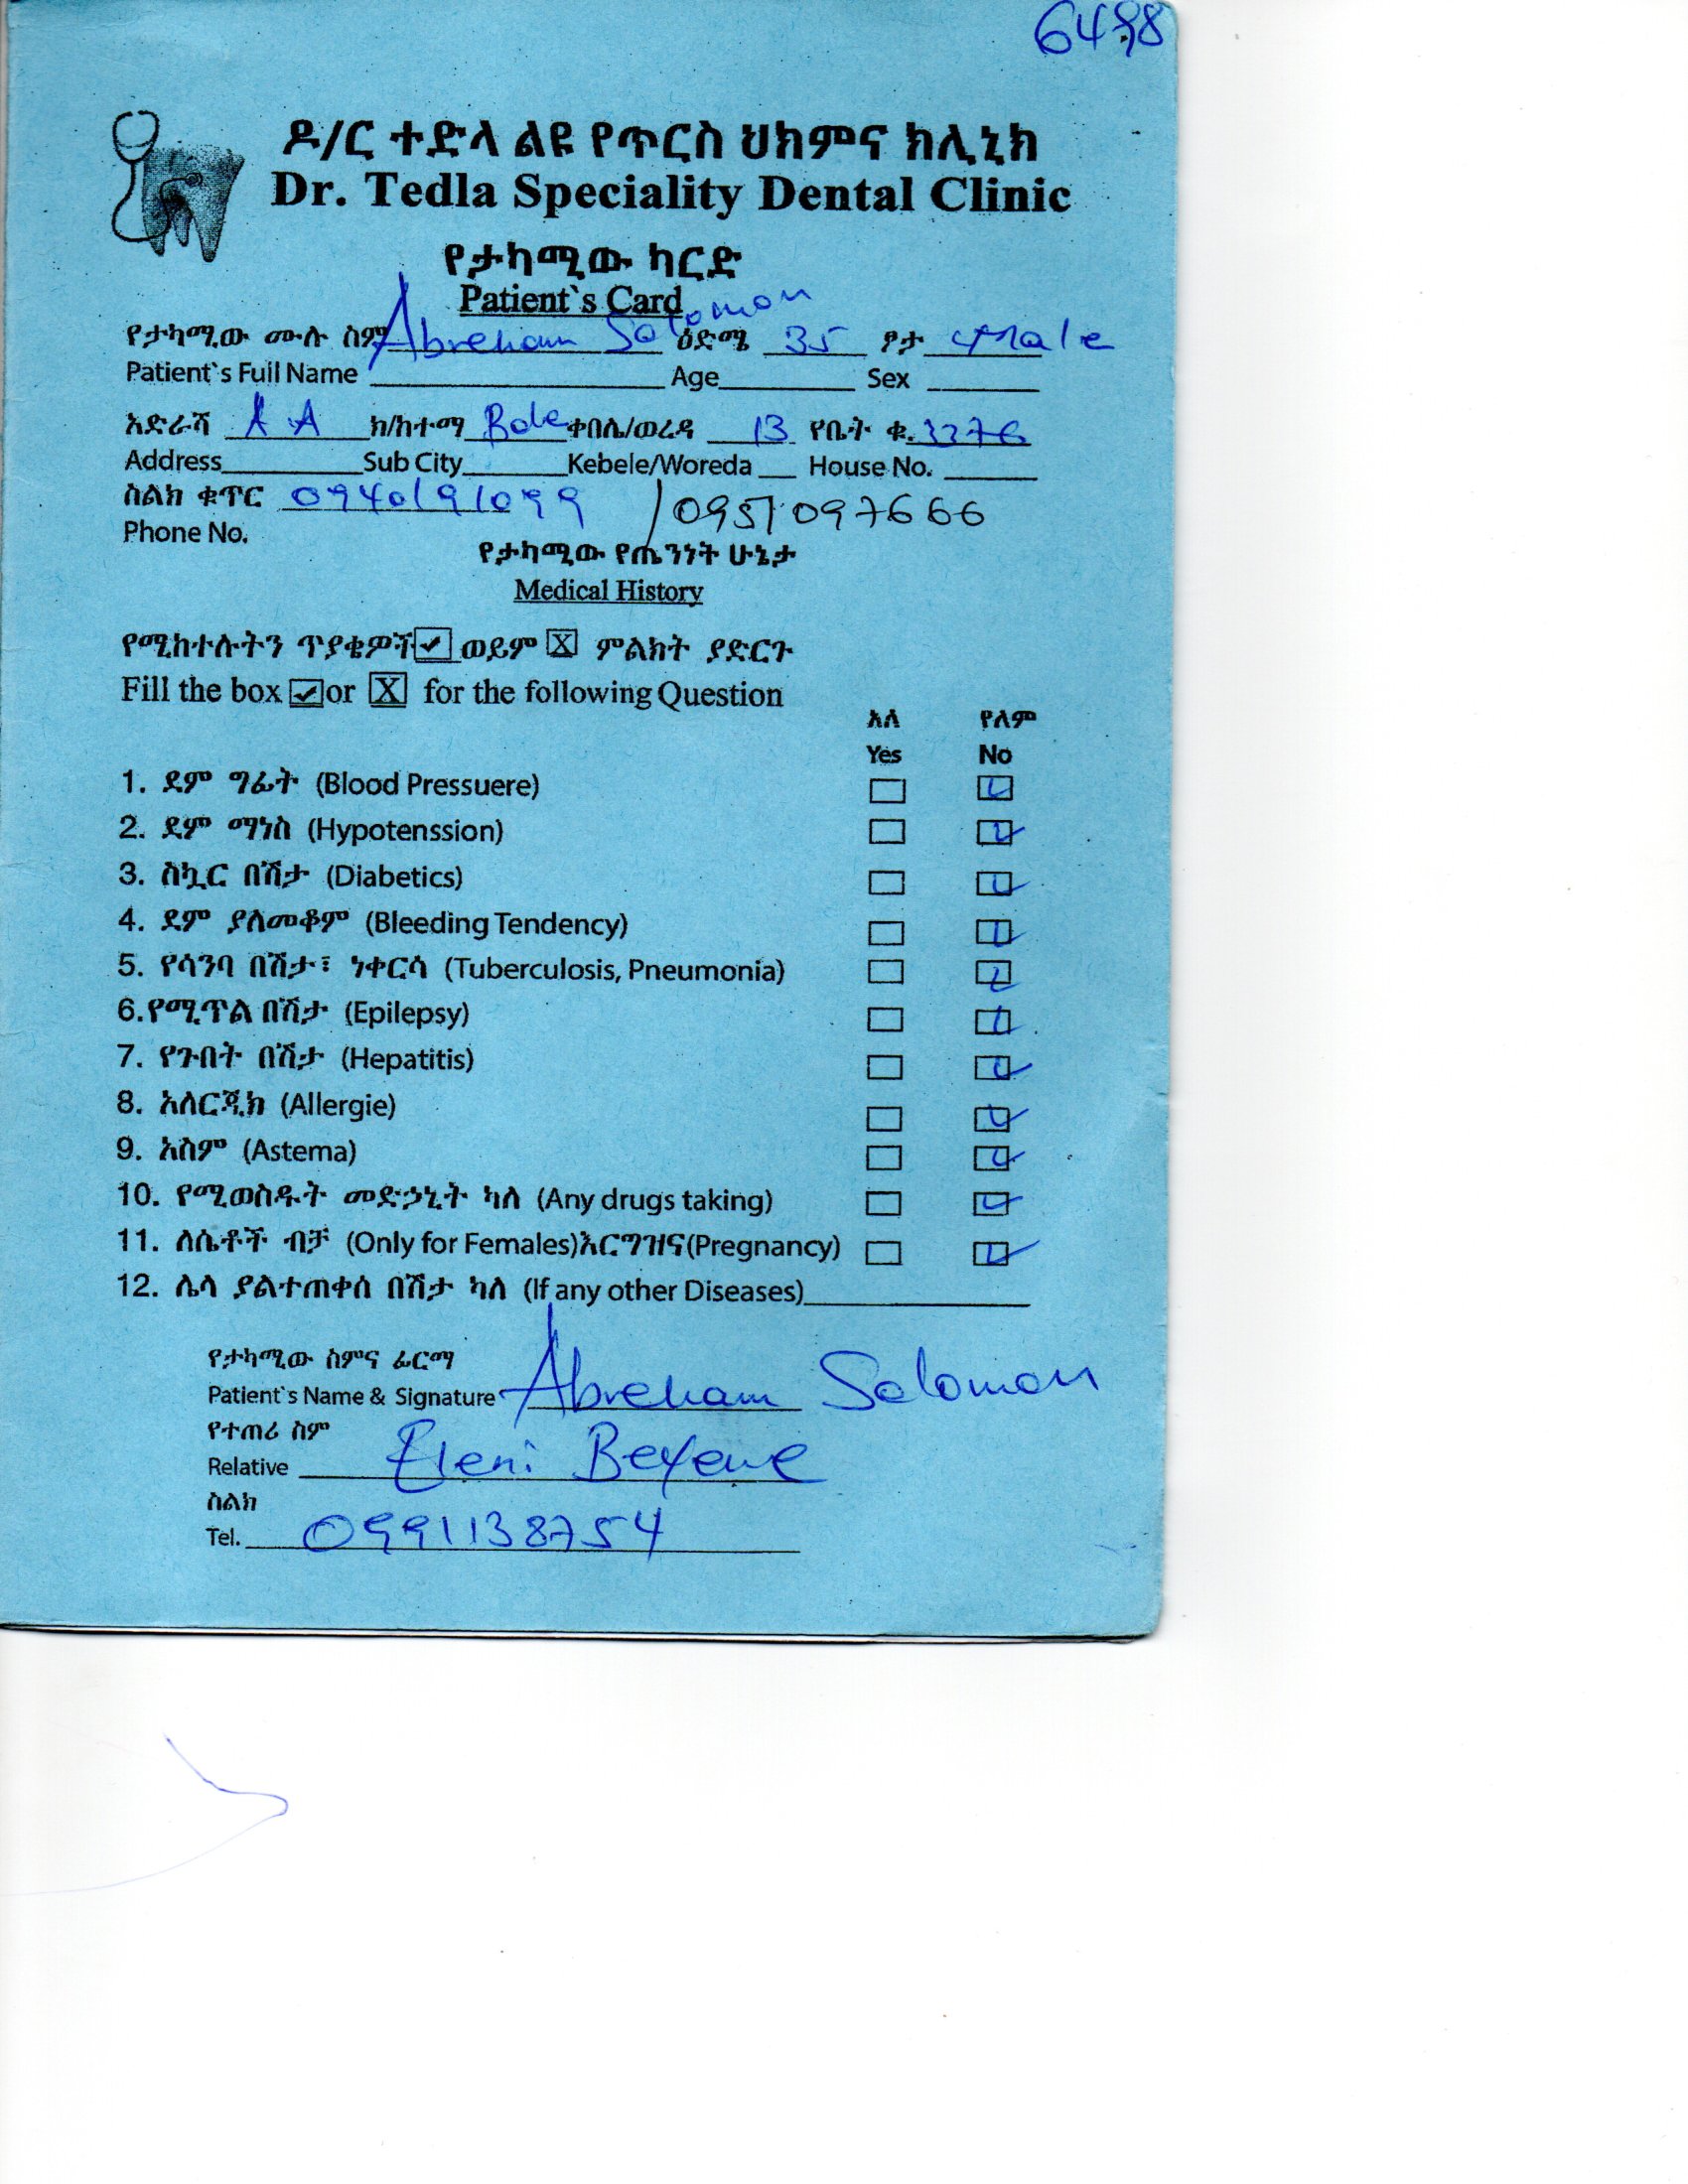 ዶ/ር ተድላ ልዩ የጥርስ ህክምና ክሊኒክ
Dr. Tedla Speciality Dental Clinic
የታካሚው ካርድ
Patient`s Card
የታካሚው ሙሉ ስም Abreham Solomon ዕድሜ 35 ፆታ Male
Patient`s Full Name Age Sex
አድራሻ A A ክ/ከተማ Bole ቀበሌ/ወረዳ 13 የቤት ቁ. 3376
Address Sub City Kebele/Woreda House No.
ስልክ ቁጥር 0940191099 /0951097666
Phone No.
የታካሚው የጤንነት ሁኔታ
Medical History
የሚከተሉትን ጥያቄዎች ✓ ወይም X ምልክት ያድርጉ
Fill the box ✓ or X for the following Question
አለ የለም
Yes No
1. ደም ግፊት (Blood Pressuere) ✓
2. ደም ማነስ (Hypotenssion) ✓
3. ስኳር በሽታ (Diabetics) ✓
4. ደም ያለመቆም (Bleeding Tendency) ✓
5. የሳንባ በሽታ፣ ነቀርሳ (Tuberculosis, Pneumonia) ✓
6.የሚጥል በሽታ (Epilepsy) ✓
7. የጉበት በሽታ (Hepatitis) ✓
8. አለርጂክ (Allergie) ✓
9. አስም (Astema) ✓
10. የሚወስዱት መድኃኒት ካለ (Any drugs taking) ✓
11. ለሴቶች ብቻ (Only for Females)እርግዝና(Pregnancy) ✓
12. ሌላ ያልተጠቀሰ በሽታ ካለ (If any other Diseases)
የታካሚው ስምና ፊርማ
Patient`s Name & Signature Abreham Solomon
የተጠሪ ስም
Relative Eleni Beyene
ስልክ
Tel. 0991138754